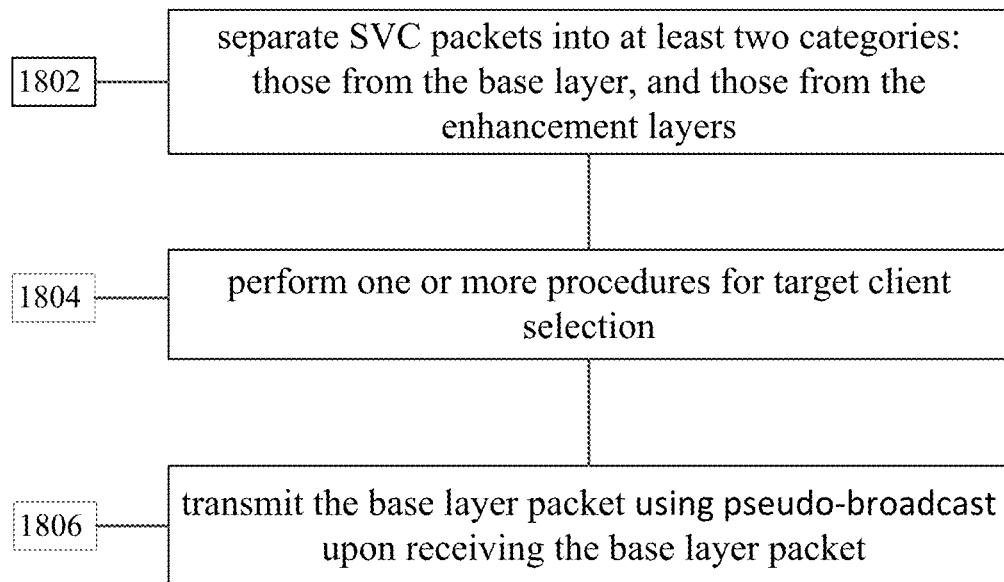 separate SVC packets into at least two categories:
1802
those from the base layer, and those from the
enhancement layers
perform one or more procedures for target client
1804
selection
transmit the base layer packet using pseudo-broadcast
1806
upon receiving the base layer packet